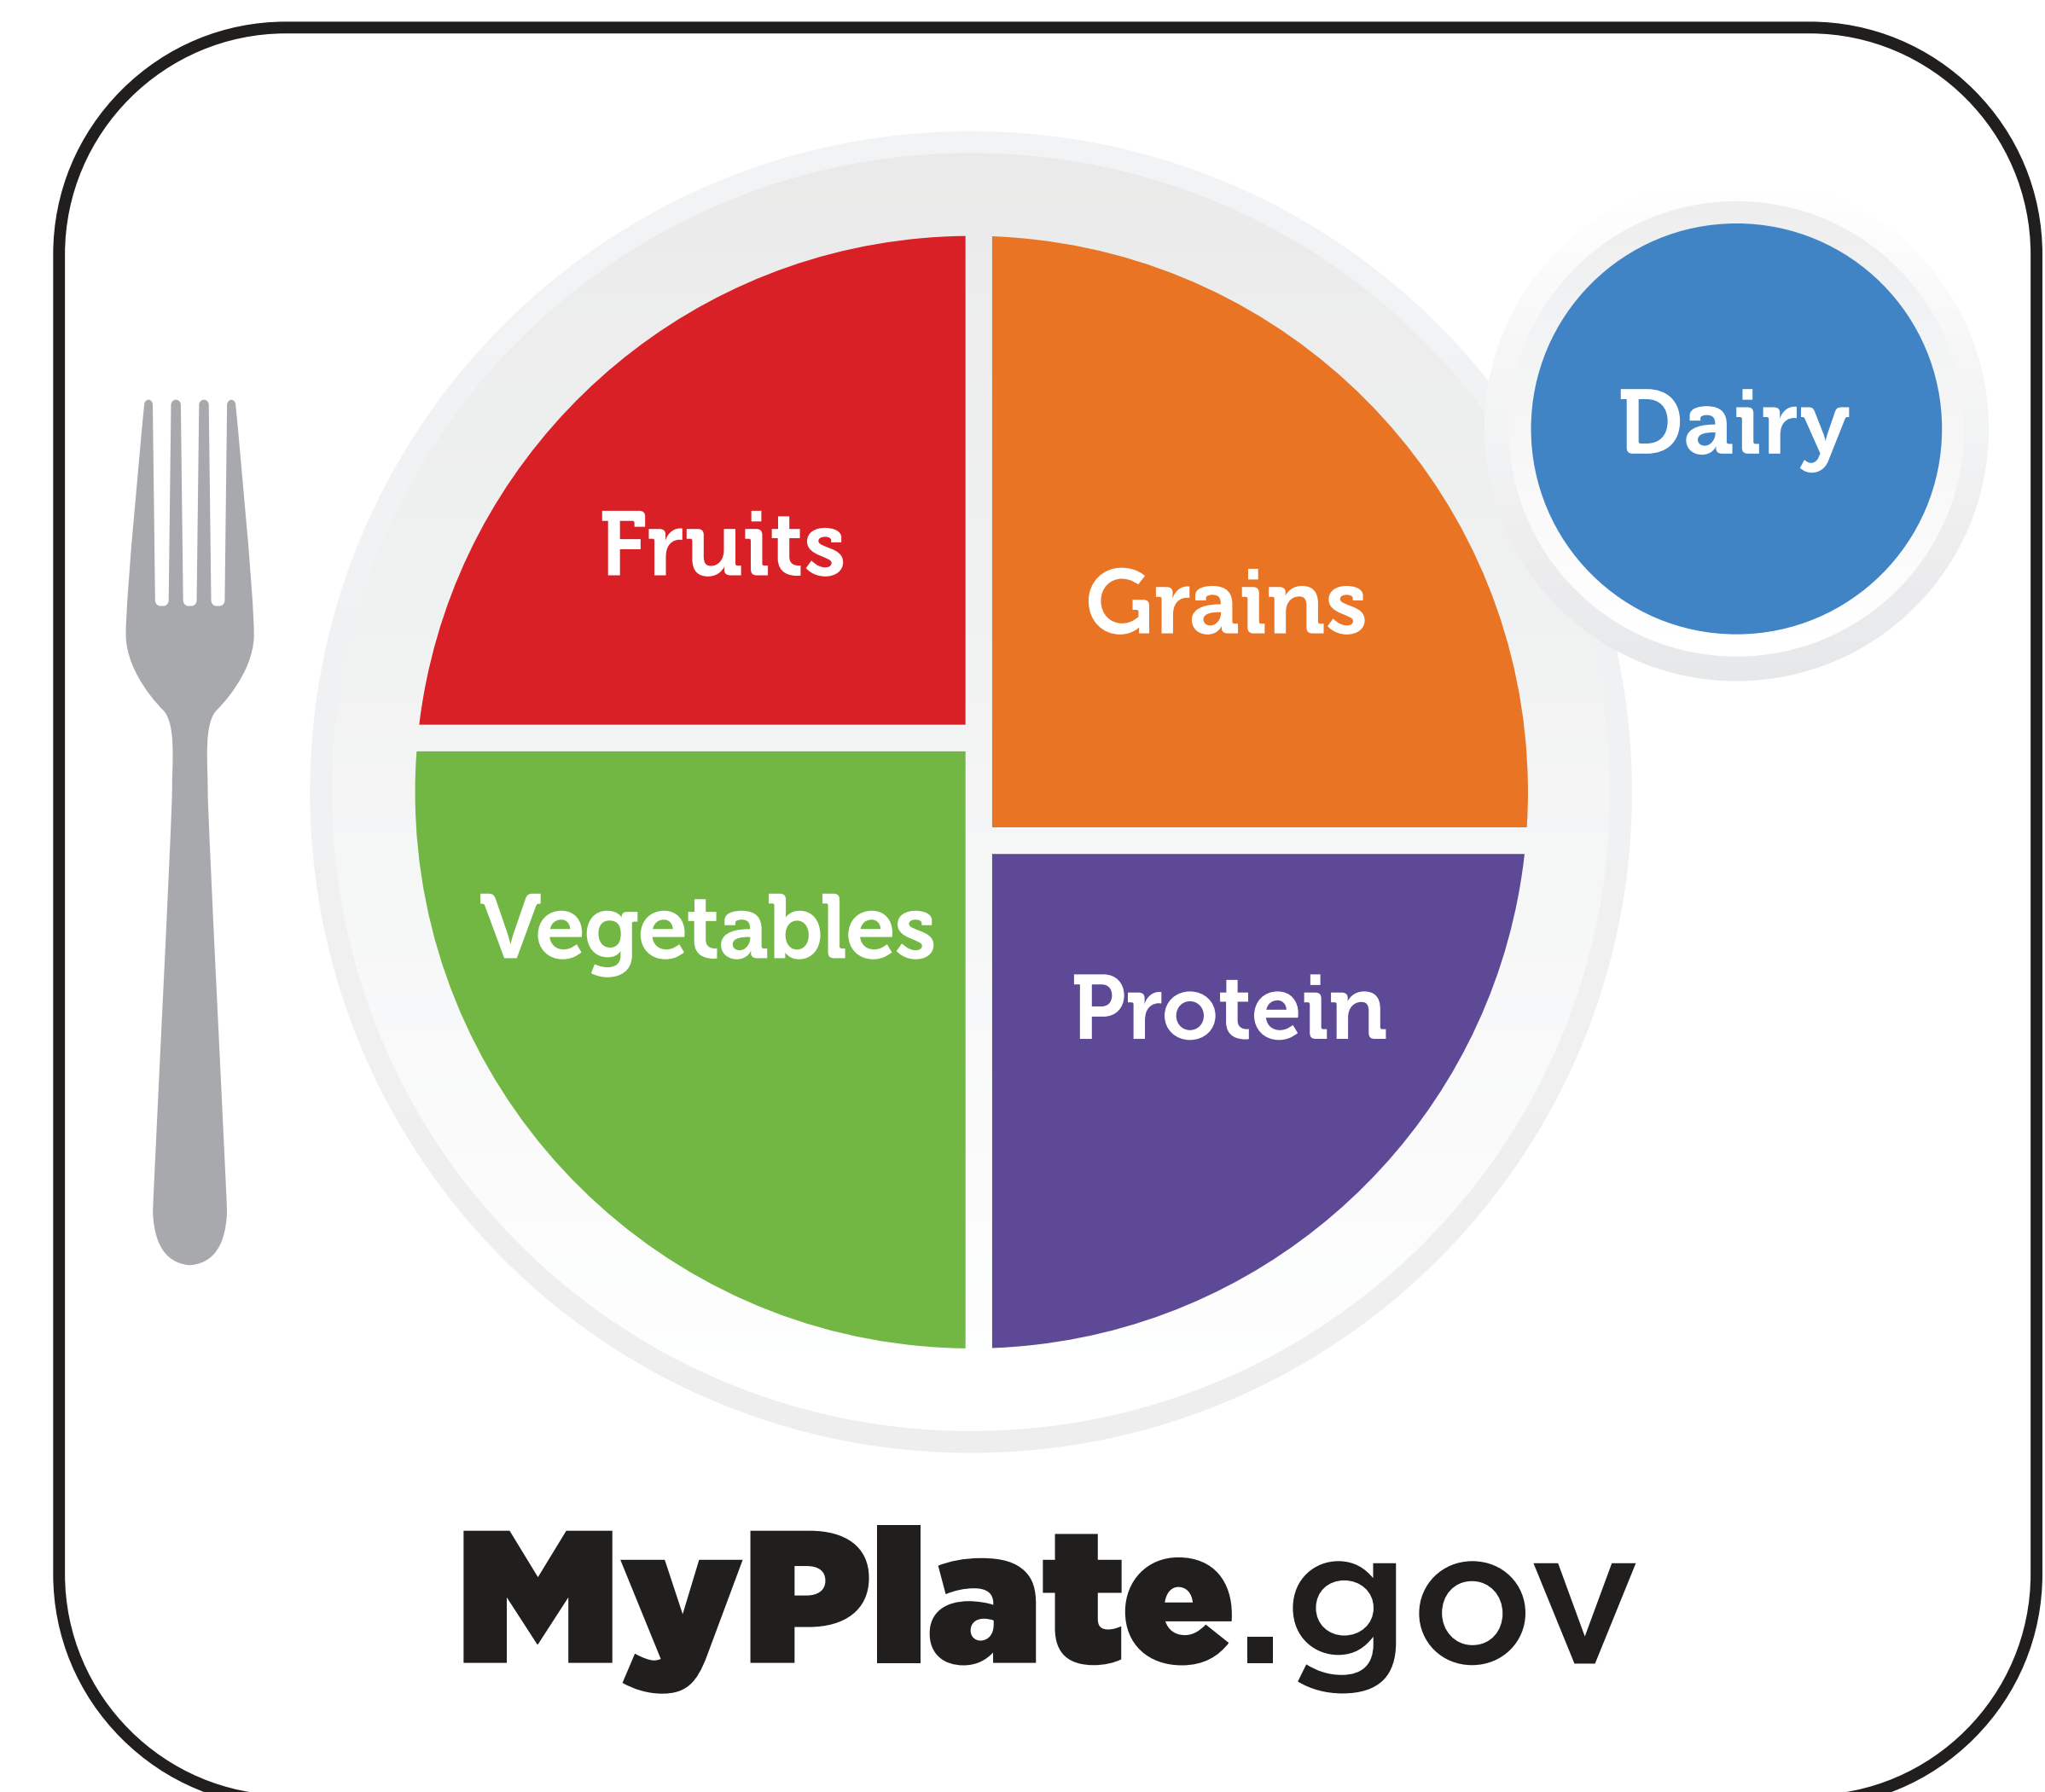 Fruits
Grains
Dairy
Vegetables
Protein
MyPlate.gov